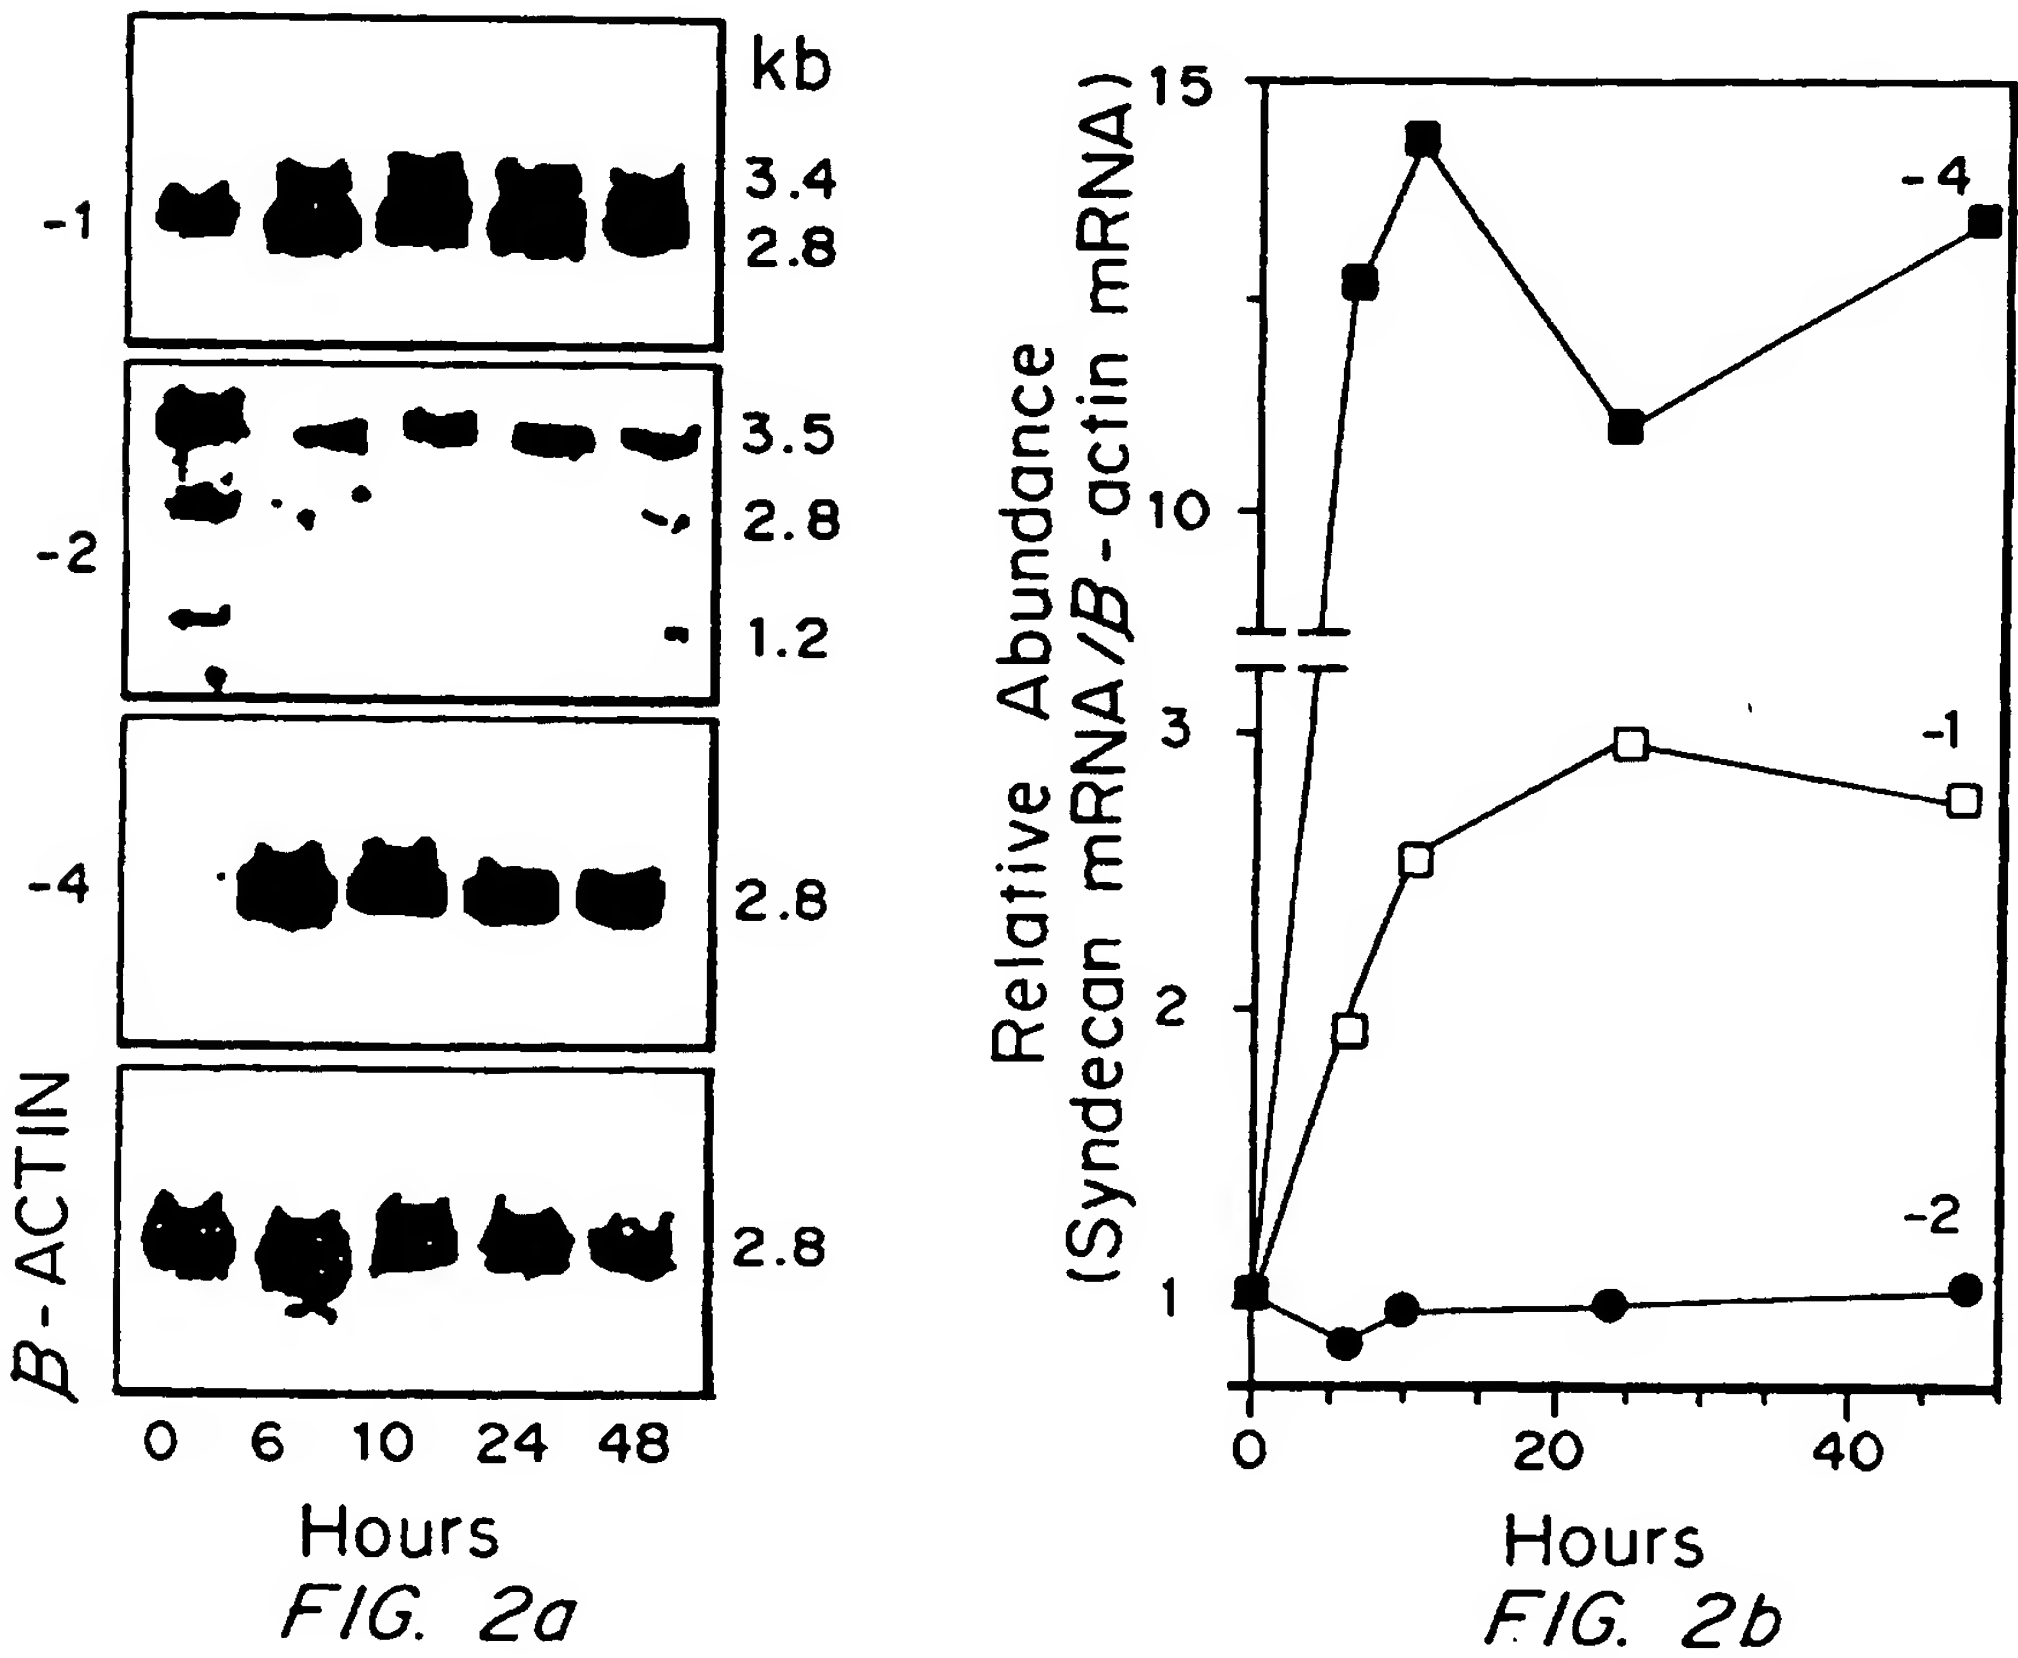 kb
-1
3.4
2.8
-2
3.5
2.8
1.2
-4
2.8
B-ACTIN
2.8
0 6 10 24 48
Hours
FIG. 2a
Relative Abundance
(Syndecan mRNA/B-actin mRNA)
15
10
3
2
1
-4
-1
-2
0 20 40
Hours
FIG. 2b